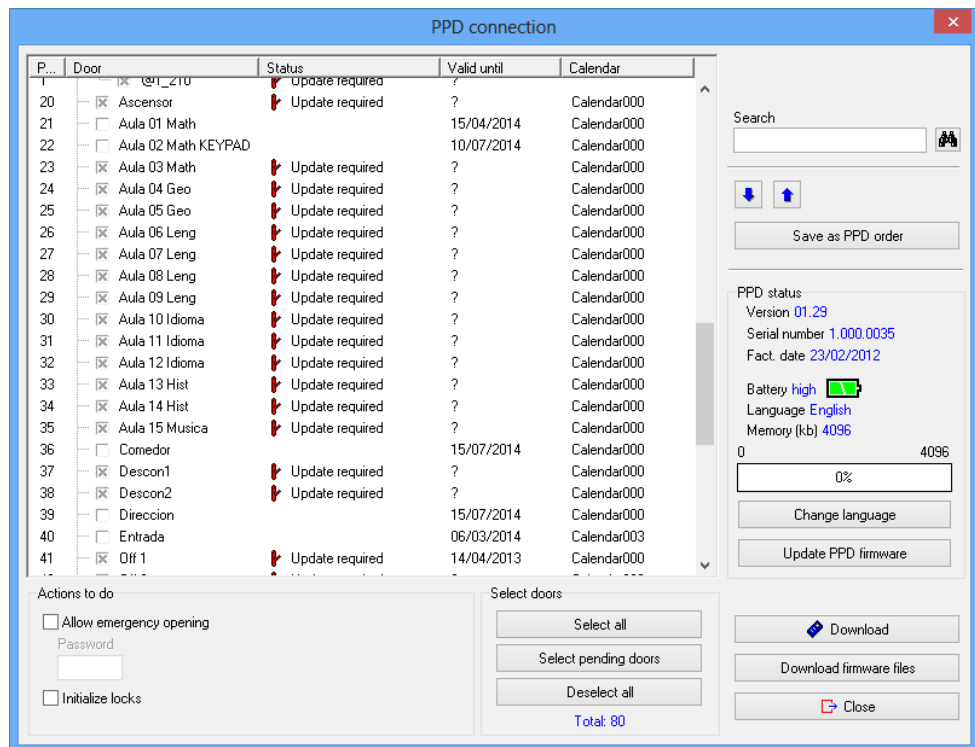 PPD connection
P... Door Status Valid until Calendar
@1_210 Update required ?
20 Ascensor Update required ? Calendar000
21 Aula 01 Math 15/04/2014 Calendar000
22 Aula 02 Math KEYPAD 10/07/2014 Calendar000
23 Aula 03 Math Update required ? Calendar000
24 Aula 04 Geo Update required ? Calendar000
25 Aula 05 Geo Update required ? Calendar000
26 Aula 06 Leng Update required ? Calendar000
27 Aula 07 Leng Update required ? Calendar000
28 Aula 08 Leng Update required ? Calendar000
29 Aula 09 Leng Update required ? Calendar000
30 Aula 10 Idioma Update required ? Calendar000
31 Aula 11 Idioma Update required ? Calendar000
32 Aula 12 Idioma Update required ? Calendar000
33 Aula 13 Hist Update required ? Calendar000
34 Aula 14 Hist Update required ? Calendar000
35 Aula 15 Musica Update required ? Calendar000
36 Comedor 15/07/2014 Calendar000
37 Descon1 Update required ? Calendar000
38 Descon2 Update required ? Calendar000
39 Direccion 15/07/2014 Calendar000
40 Entrada 06/03/2014 Calendar003
41 Off 1 Update required 14/04/2013 Calendar000
Search
Save as PPD order
PPD status
Version 01.29
Serial number 1.000.0035
Fact. date 23/02/2012
Battery high
Language English
Memory (kb) 4096
0 4096
0%
Change language
Update PPD firmware
Actions to do
Allow emergency opening
Password
Initialize locks
Select doors
Select all
Select pending doors
Deselect all
Total: 80
Download
Download firmware files
Close